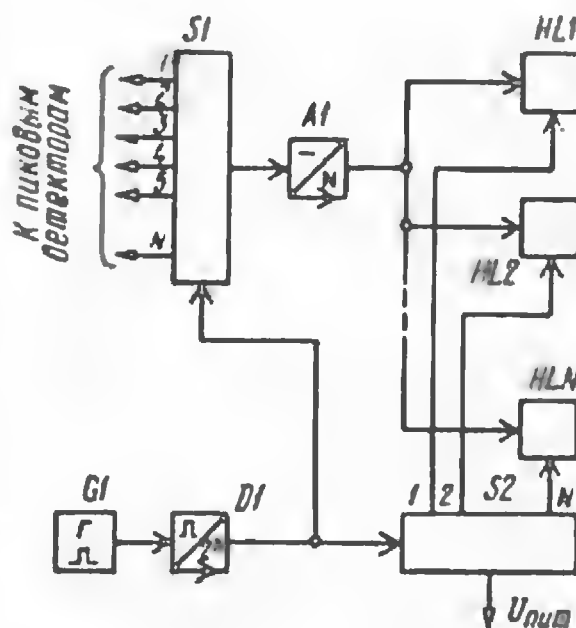 S1
HL1
К пиковым
детекторам
1
2
3
4
5
N
A1
N
HL2
HLN
G1
Г
D1
1 2 S2 N
Uпит